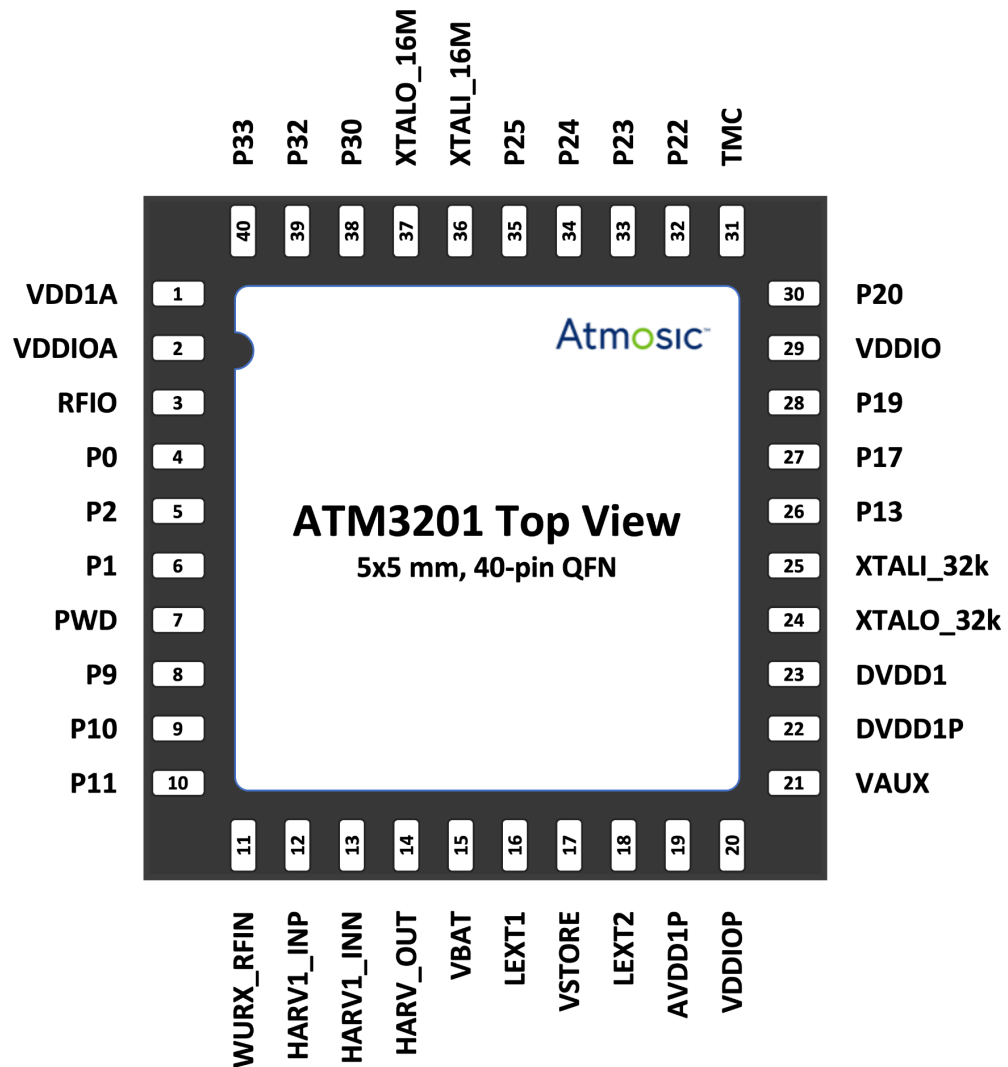 P33
P32
P30
XTALO_16M
XTALI_16M
P25
P24
P23
P22
TMC
40
39
38
37
36
35
34
33
32
31
VDD1A 1
VDDIOA 2
RFIO 3
P0 4
P2 5
P1 6
PWD 7
P9 8
P10 9
P11 10
Atmosic™
ATM3201 Top View
5x5 mm, 40-pin QFN
30 P20
29 VDDIO
28 P19
27 P17
26 P13
25 XTALI_32k
24 XTALO_32k
23 DVDD1
22 DVDD1P
21 VAUX
11
12
13
14
15
16
17
18
19
20
WURX_RFIN
HARV1_INP
HARV1_INN
HARV_OUT
VBAT
LEXT1
VSTORE
LEXT2
AVDD1P
VDDIOP